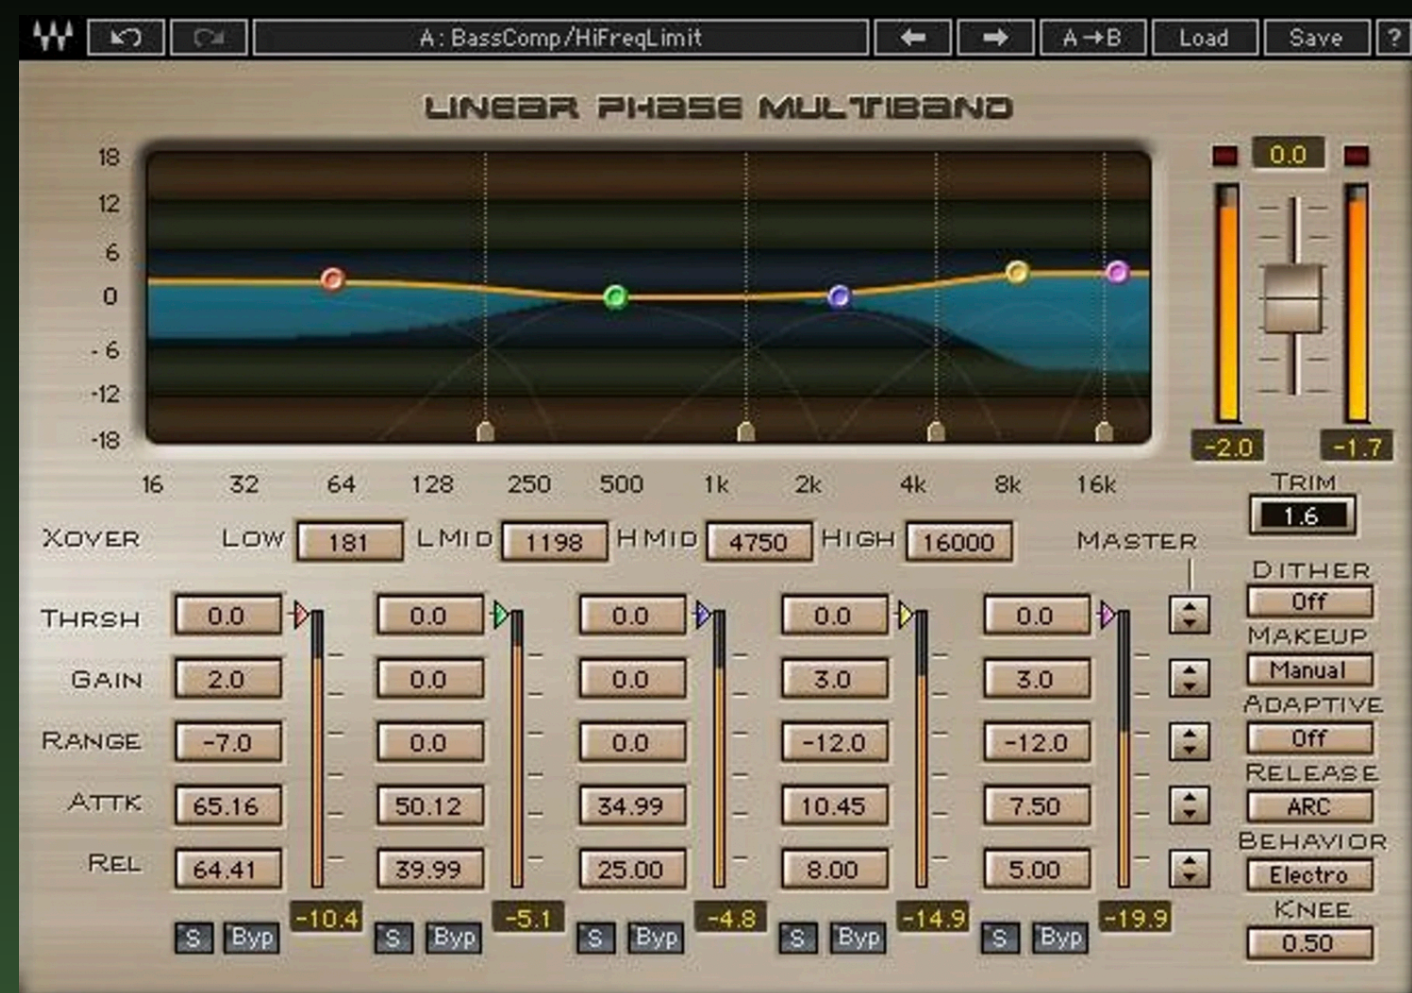 A: BassComp/HiFreqLimit A→B Load Save ?
LINEAR PHASE MULTIBAND
0.0
18
12
6
0
-6
-12
-18
-2.0 -1.7
16 32 64 128 250 500 1k 2k 4k 8k 16k
TRIM
1.6
XOVER LOW 181 LMID 1198 HMID 4750 HIGH 16000 MASTER
DITHER
Off
THRSH 0.0 0.0 0.0 0.0 0.0
MAKEUP
Manual
GAIN 2.0 0.0 0.0 3.0 3.0
ADAPTIVE
Off
RANGE -7.0 0.0 0.0 -12.0 -12.0
RELEASE
ARC
ATTK 65.16 50.12 34.99 10.45 7.50
BEHAVIOR
Electro
REL 64.41 39.99 25.00 8.00 5.00
KNEE
0.50
-10.4 -5.1 -4.8 -14.9 -19.9
S Byp S Byp S Byp S Byp S Byp